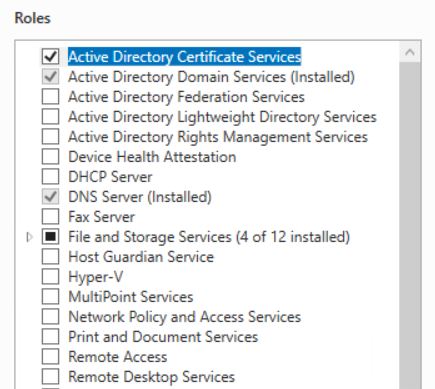 Roles
Active Directory Certificate Services
Active Directory Domain Services (Installed)
Active Directory Federation Services
Active Directory Lightweight Directory Services
Active Directory Rights Management Services
Device Health Attestation
DHCP Server
DNS Server (Installed)
Fax Server
File and Storage Services (4 of 12 installed)
Host Guardian Service
Hyper-V
MultiPoint Services
Network Policy and Access Services
Print and Document Services
Remote Access
Remote Desktop Services